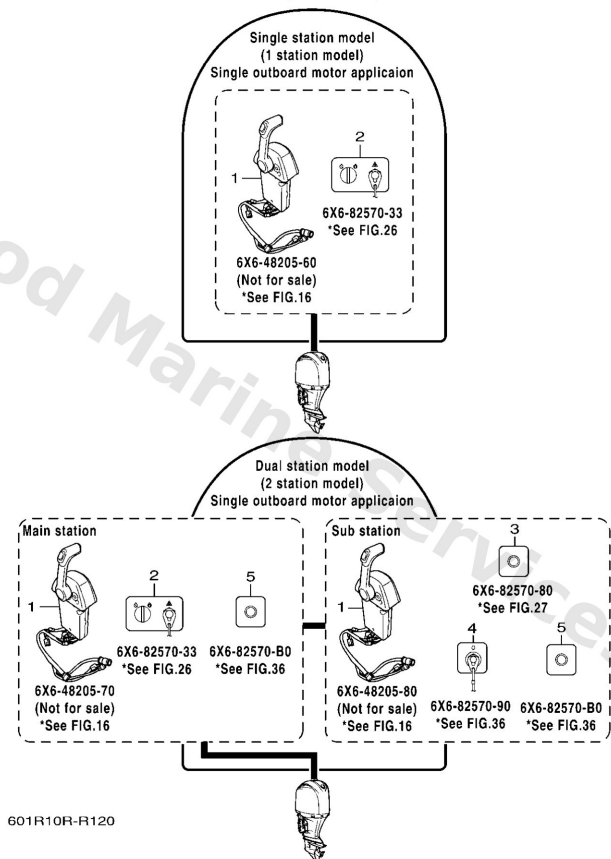 Single station model
(1 station model)
Single outboard motor applicaion
1
2
6X6-82570-33
*See FIG.26
6X6-48205-60
(Not for sale)
*See FIG.16
Dual station model
(2 station model)
Single outboard motor applicaion
Main station
1
2
5
6X6-82570-33
*See FIG.26
6X6-82570-B0
*See FIG.36
6X6-48205-70
(Not for sale)
*See FIG.16
Sub station
3
6X6-82570-80
*See FIG.27
1
4
5
6X6-48205-80
(Not for sale)
*See FIG.16
6X6-82570-90
*See FIG.36
6X6-82570-B0
*See FIG.36
601R10R-R120
od Marine Services